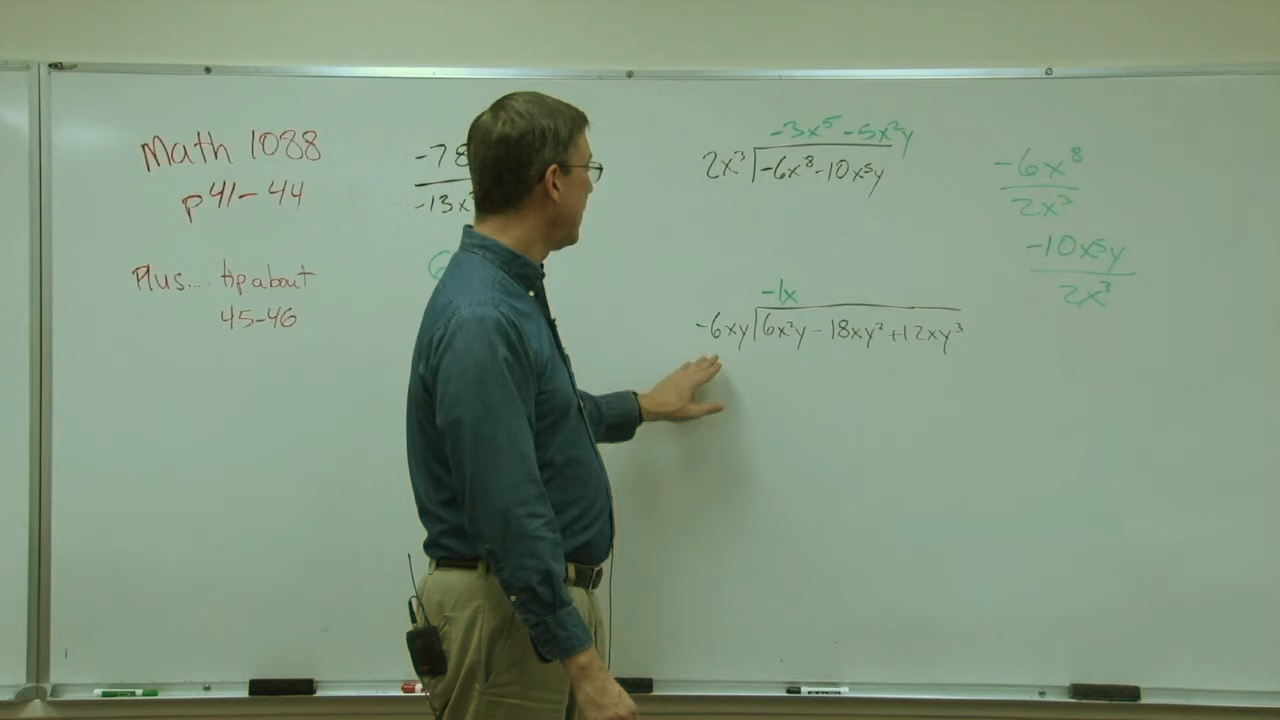 Math 1088
p 41-44
Plus... tip about
45-46
-78
-13x
6
-3x⁵ -5x²y
2x³ -6x⁸-10x⁵y
-6x⁸
2x³
-10x⁵y
2x³
-1x
-6xy 6x²y-18xy²+12xy³